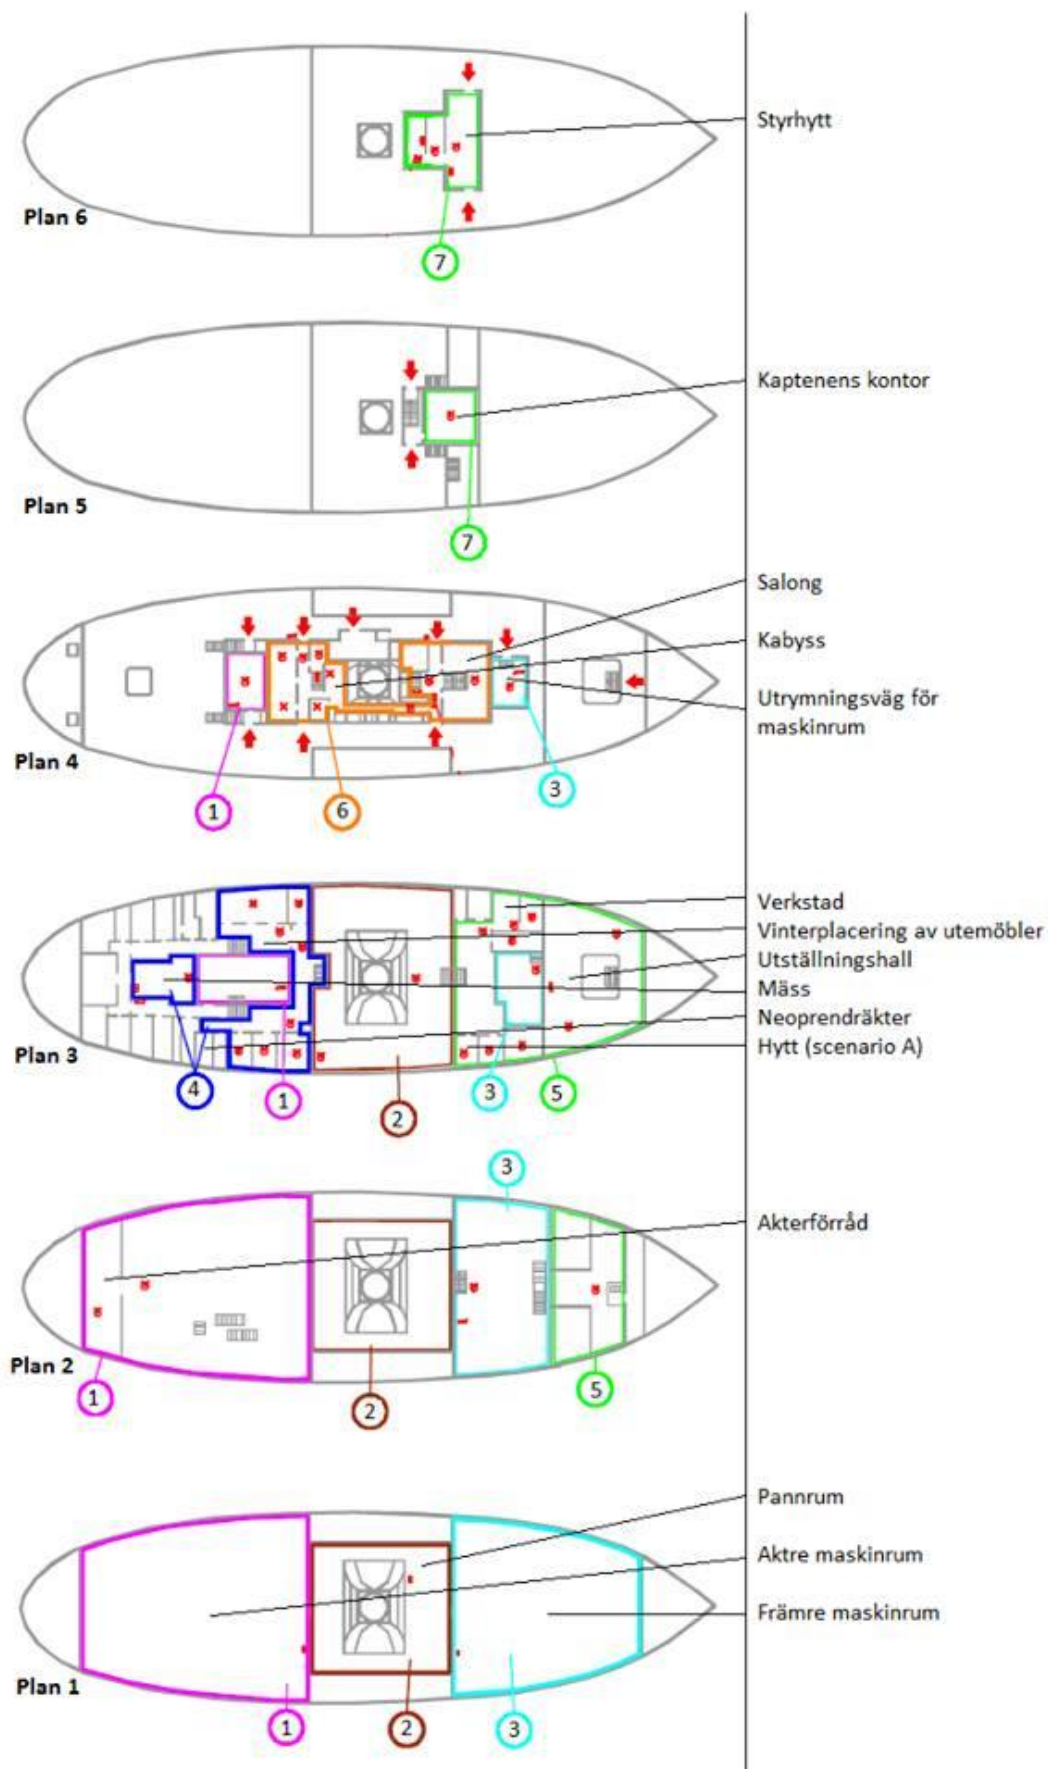 Styrhytt
Plan 6
7
Kaptenens kontor
Plan 5
7
Salong
Kabyss
Utrymningsväg för
maskinrum
Plan 4
1
6
3
Verkstad
Vinterplacering av utemöbler
Utställningshall
Mäss
Neoprendräkter
Hytt (scenario A)
Plan 3
4
1
2
3
5
3
Akterförråd
Plan 2
1
2
5
Pannrum
Aktre maskinrum
Främre maskinrum
Plan 1
1
2
3